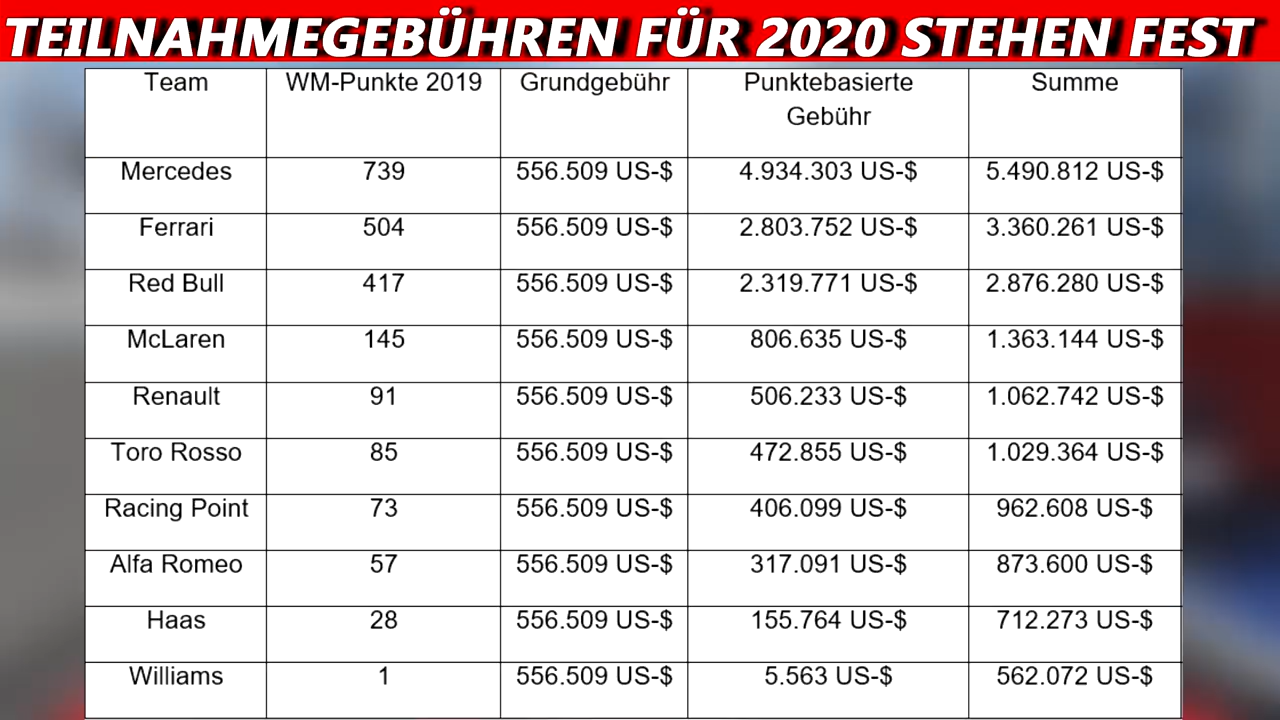 TEILNAHMEGEBÜHREN FÜR 2020 STEHEN FEST
Team WM-Punkte 2019 Grundgebühr Punktebasierte Gebühr Summe
Mercedes 739 556.509 US-$ 4.934.303 US-$ 5.490.812 US-$
Ferrari 504 556.509 US-$ 2.803.752 US-$ 3.360.261 US-$
Red Bull 417 556.509 US-$ 2.319.771 US-$ 2.876.280 US-$
McLaren 145 556.509 US-$ 806.635 US-$ 1.363.144 US-$
Renault 91 556.509 US-$ 506.233 US-$ 1.062.742 US-$
Toro Rosso 85 556.509 US-$ 472.855 US-$ 1.029.364 US-$
Racing Point 73 556.509 US-$ 406.099 US-$ 962.608 US-$
Alfa Romeo 57 556.509 US-$ 317.091 US-$ 873.600 US-$
Haas 28 556.509 US-$ 155.764 US-$ 712.273 US-$
Williams 1 556.509 US-$ 5.563 US-$ 562.072 US-$